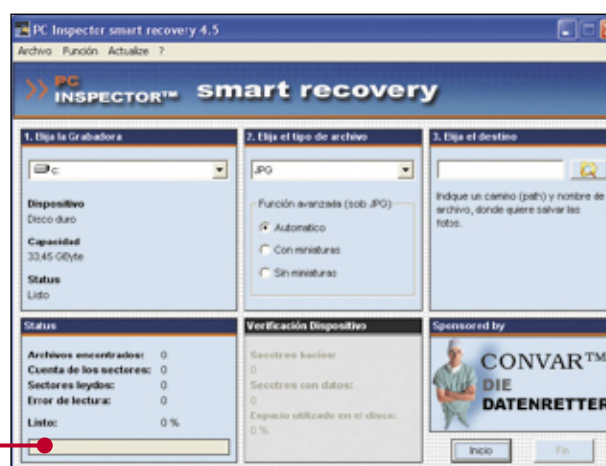 PC Inspector smart recovery 4.5
Archivo Función Actualize ?
PC INSPECTOR™ smart recovery
1. Elija la Grabadora
C:
Dispositivo
Disco duro
Capacidad
33,45 GByte
Status
Listo
2. Elija el tipo de archivo
JPG
Función avanzada (sob JPG)
Automatico
Con miniaturas
Sin miniaturas
3. Elija el destino
Indique un camino (path) y nombre de
archivo, donde quiere salvar las
fotos.
Status
Archivos encontrados: 0
Cuenta de los sectores: 0
Sectores leydos: 0
Error de lectura: 0
Listo: 0 %
Verificación Dispositivo
Secotres bacios:
0
Secotres con datos:
0
Espacio utilizado en el disco:
0 %
Sponsored by
CONVAR™
DIE
DATENRETTER
Inicio Fin